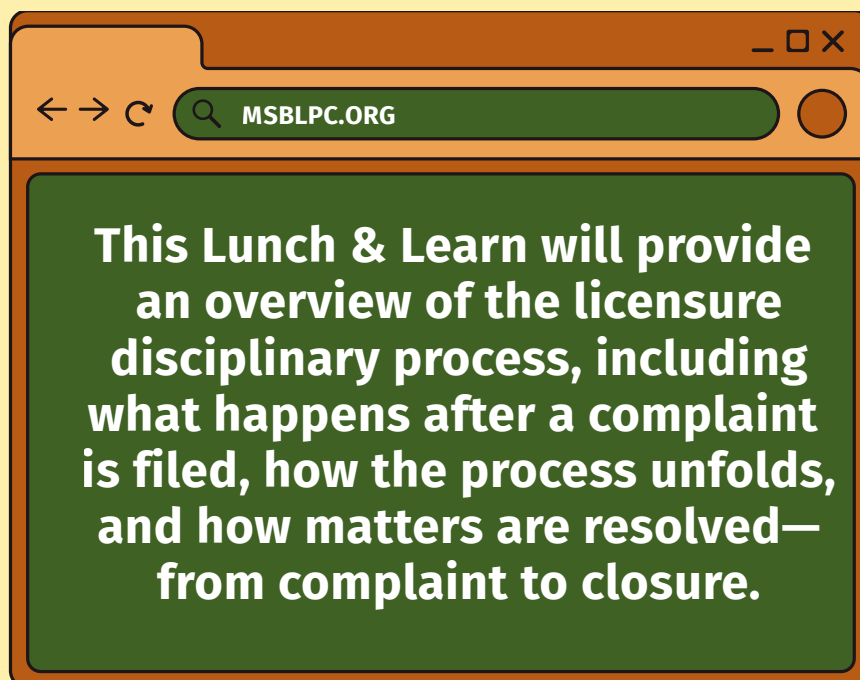 MSBLPC.ORG
This Lunch & Learn will provide
an overview of the licensure
disciplinary process, including
what happens after a complaint
is filed, how the process unfolds,
and how matters are resolved—
from complaint to closure.